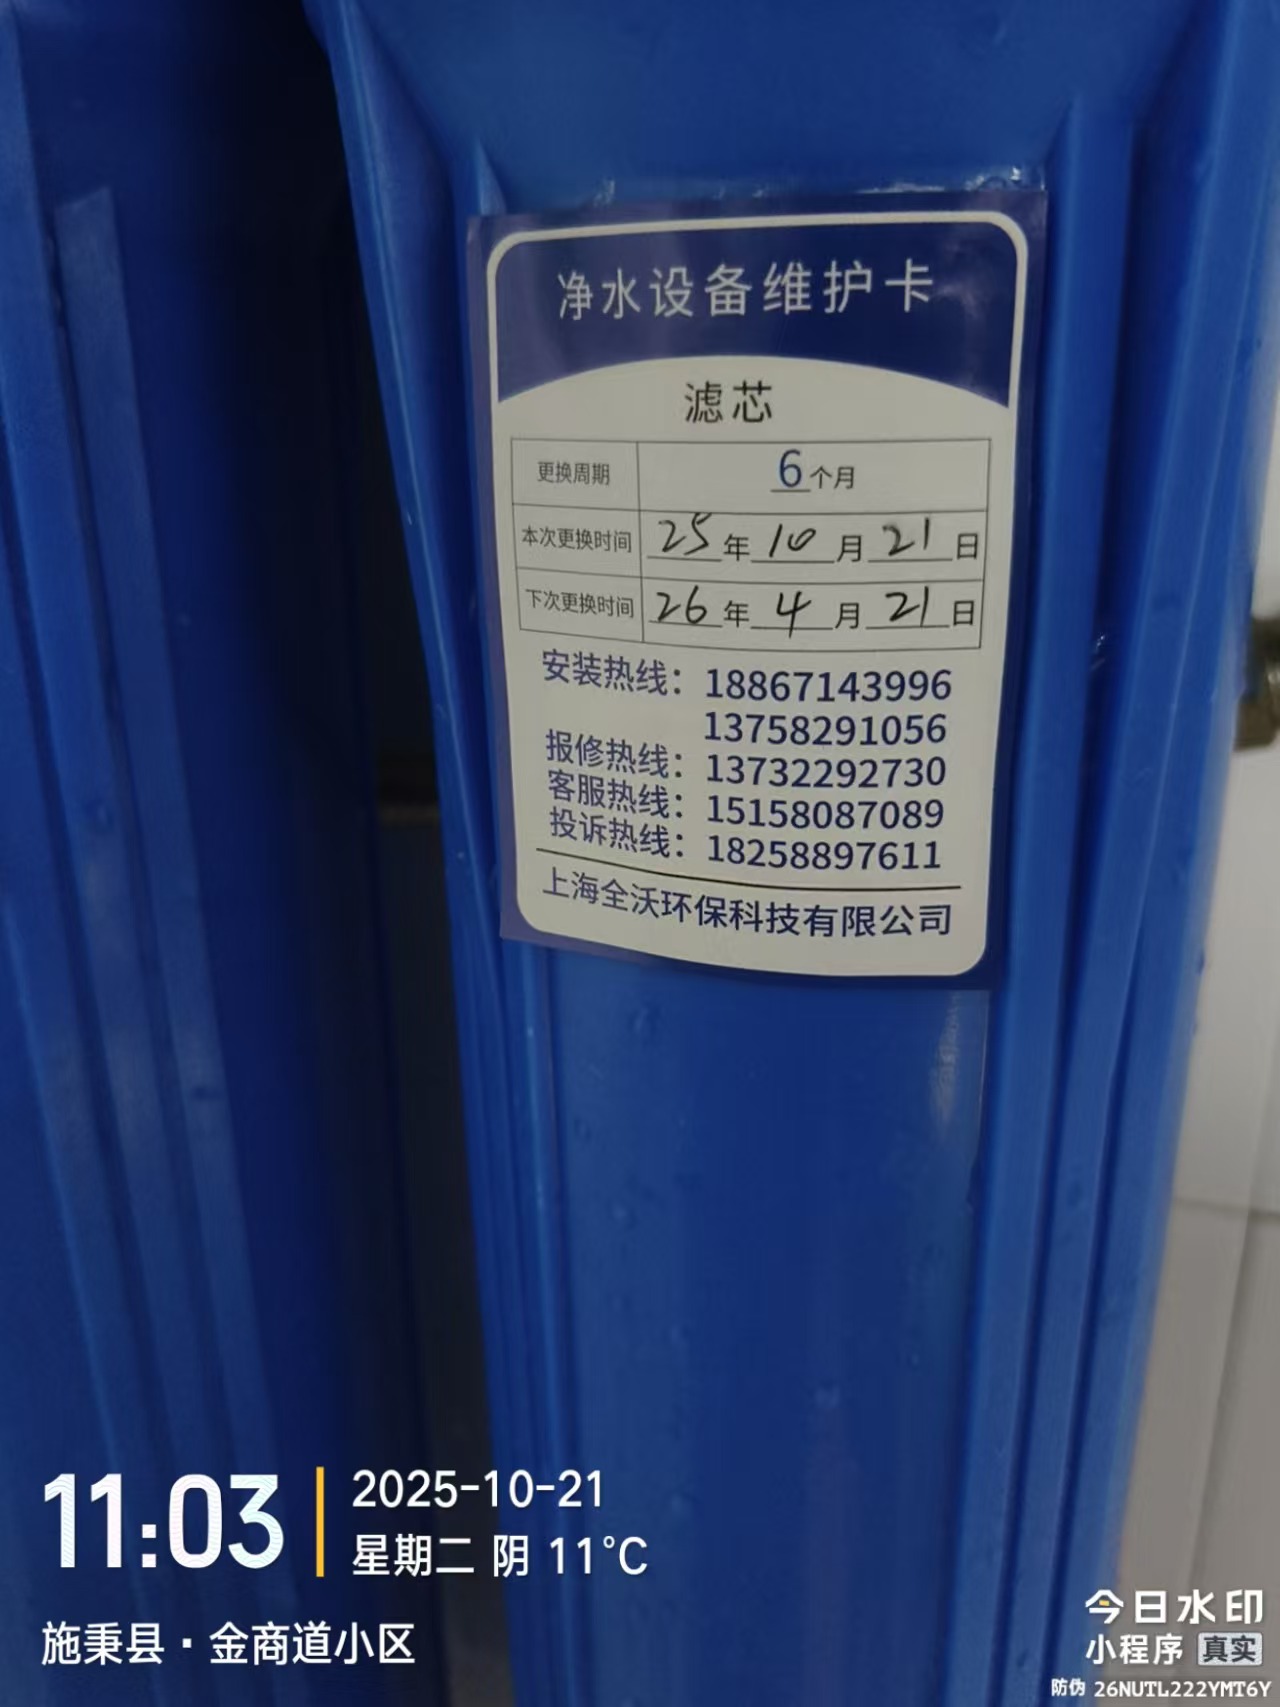 净水设备维护卡
滤芯
更换周期 6个月
本次更换时间 25年10月21日
下次更换时间 26年4月21日
安装热线：18867143996
13758291056
报修热线：13732292730
客服热线：15158087089
投诉热线：18258897611
上海全沃环保科技有限公司
11:03
2025-10-21
星期二 阴 11°C
施秉县·金商道小区
今日水印
小程序 真实
防伪 26NUTL222YMT6Y